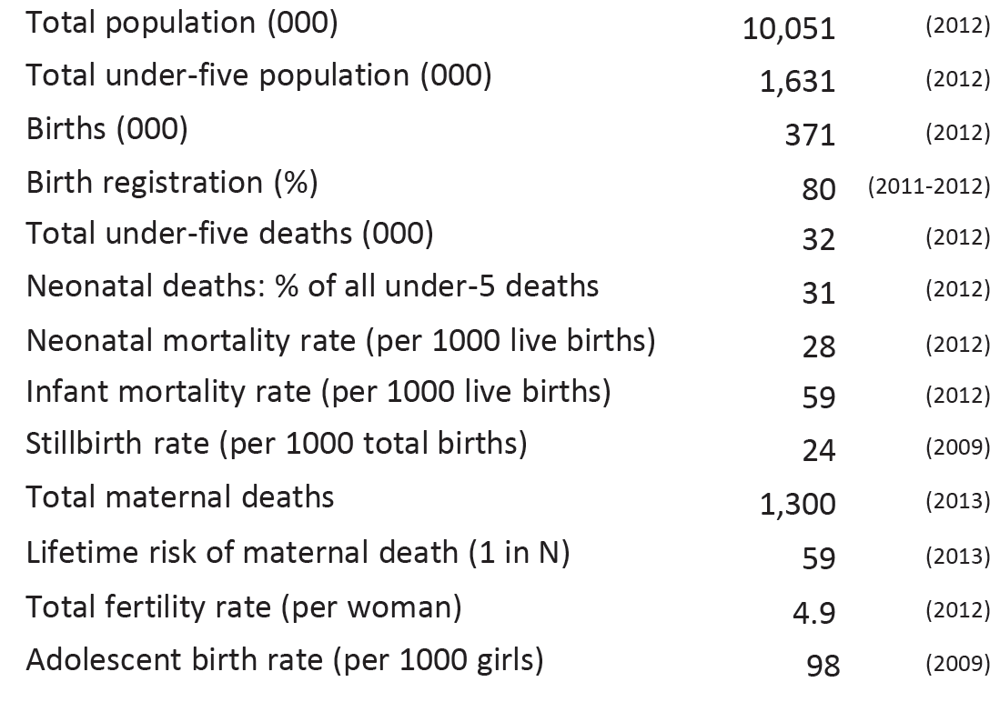 Total population (000) 10,051 (2012)
Total under-five population (000) 1,631 (2012)
Births (000) 371 (2012)
Birth registration (%) 80 (2011-2012)
Total under-five deaths (000) 32 (2012)
Neonatal deaths: % of all under-5 deaths 31 (2012)
Neonatal mortality rate (per 1000 live births) 28 (2012)
Infant mortality rate (per 1000 live births) 59 (2012)
Stillbirth rate (per 1000 total births) 24 (2009)
Total maternal deaths 1,300 (2013)
Lifetime risk of maternal death (1 in N) 59 (2013)
Total fertility rate (per woman) 4.9 (2012)
Adolescent birth rate (per 1000 girls) 98 (2009)